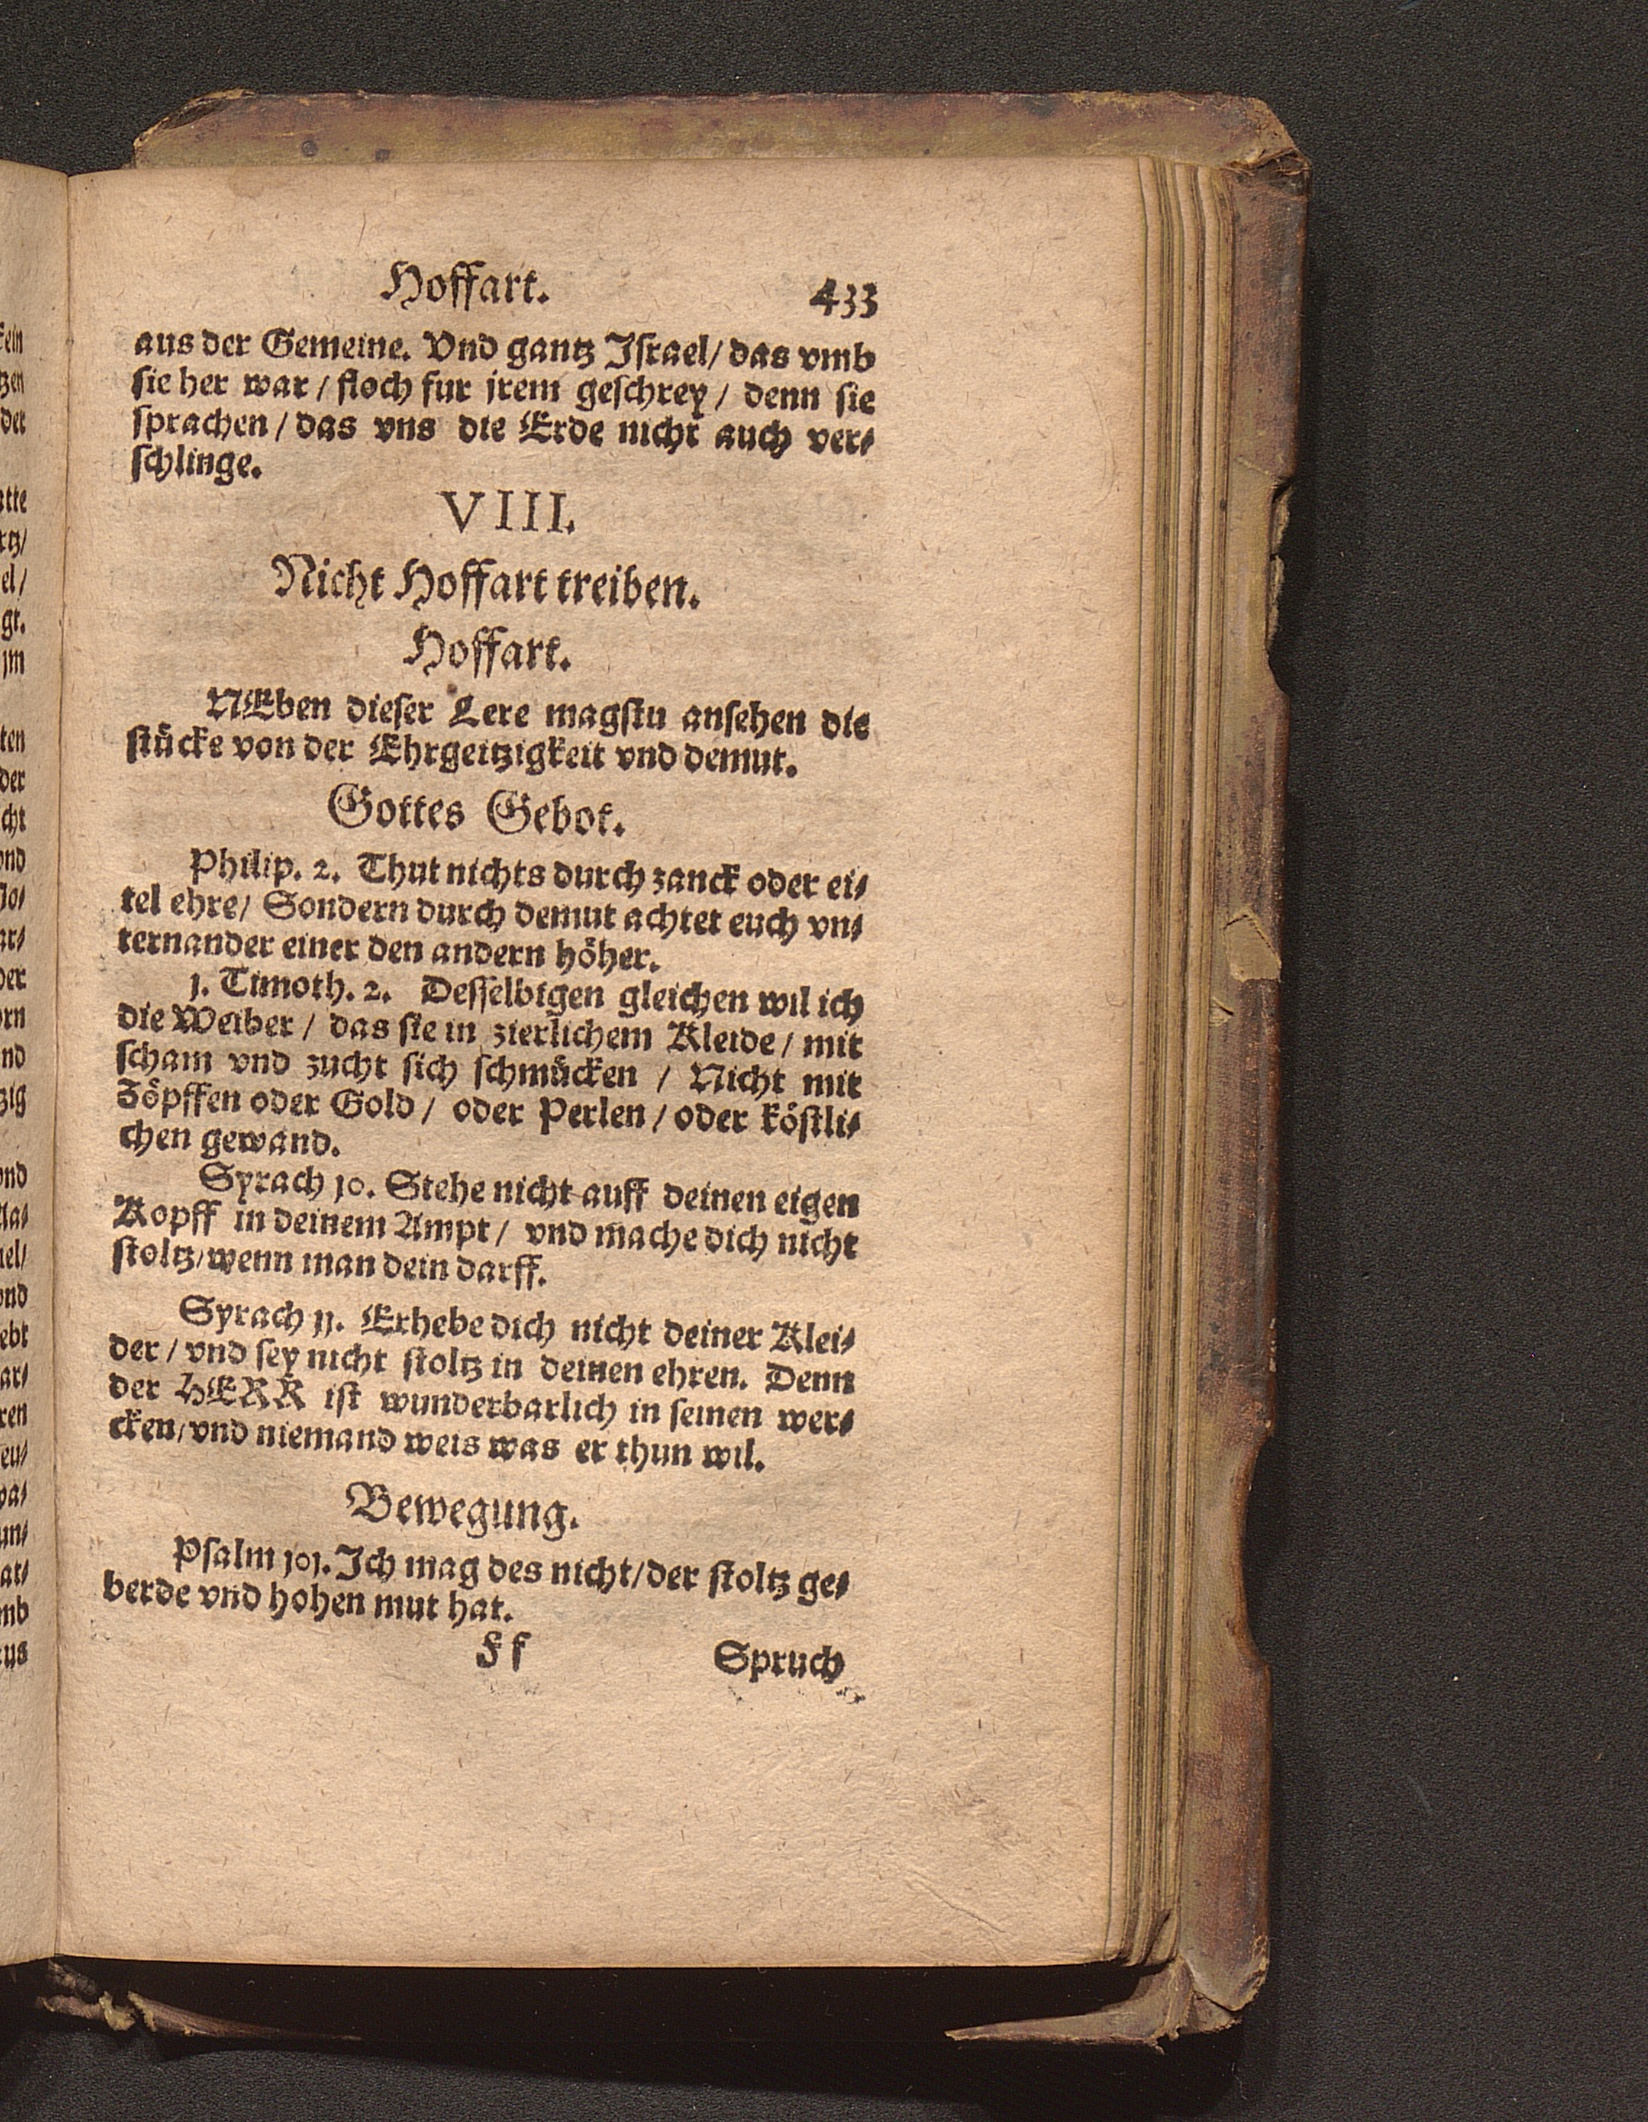 Hoffart. 433
aus der Gemeine. Vnd gantz Iſrael/ das vmb
ſie her war / floch fur jrem geſchrey / denn ſie
ſprachen / das vns die Erde nicht auch ver⸗
ſchlinge.
VIII.
Nicht Hoffart treiben.
Hoffart.
NEben dieſer Lere magſtu anſehen die
ſtücke von der Ehrgeitzigkeit vnd demut.
Gottes Gebot.
Philip. 2. Thut nichts durch zanck oder ei⸗
tel ehre/ Sondern durch demut achtet euch vn⸗
ternander einer den andern höher.
1. Timoth. 2. Deſſelbigen gleichen wil ich
die Weiber / das ſie in zierlichem Kleide / mit
ſcham vnd zucht ſich ſchmücken / Nicht mit
Zöpffen oder Gold / oder Perlen / oder köſtli⸗
chen gewand.
Syrach 10. Stehe nicht auff deinen eigen
Kopff in deinem Ampt / vnd mache dich nicht
ſtoltz/wenn man dein darff.
Syrach 11. Erhebe dich nicht deiner Klei⸗
der / vnd ſey nicht ſtoltz in deinen ehren. Denn
der HERR iſt wunderbarlich in ſeinen wer⸗
cken/vnd niemand weis was er thun wil.
Bewegung.
Pſalm 101. Ich mag des nicht/der ſtoltz ge⸗
berde vnd hohen mut hat.
Ff Spruch